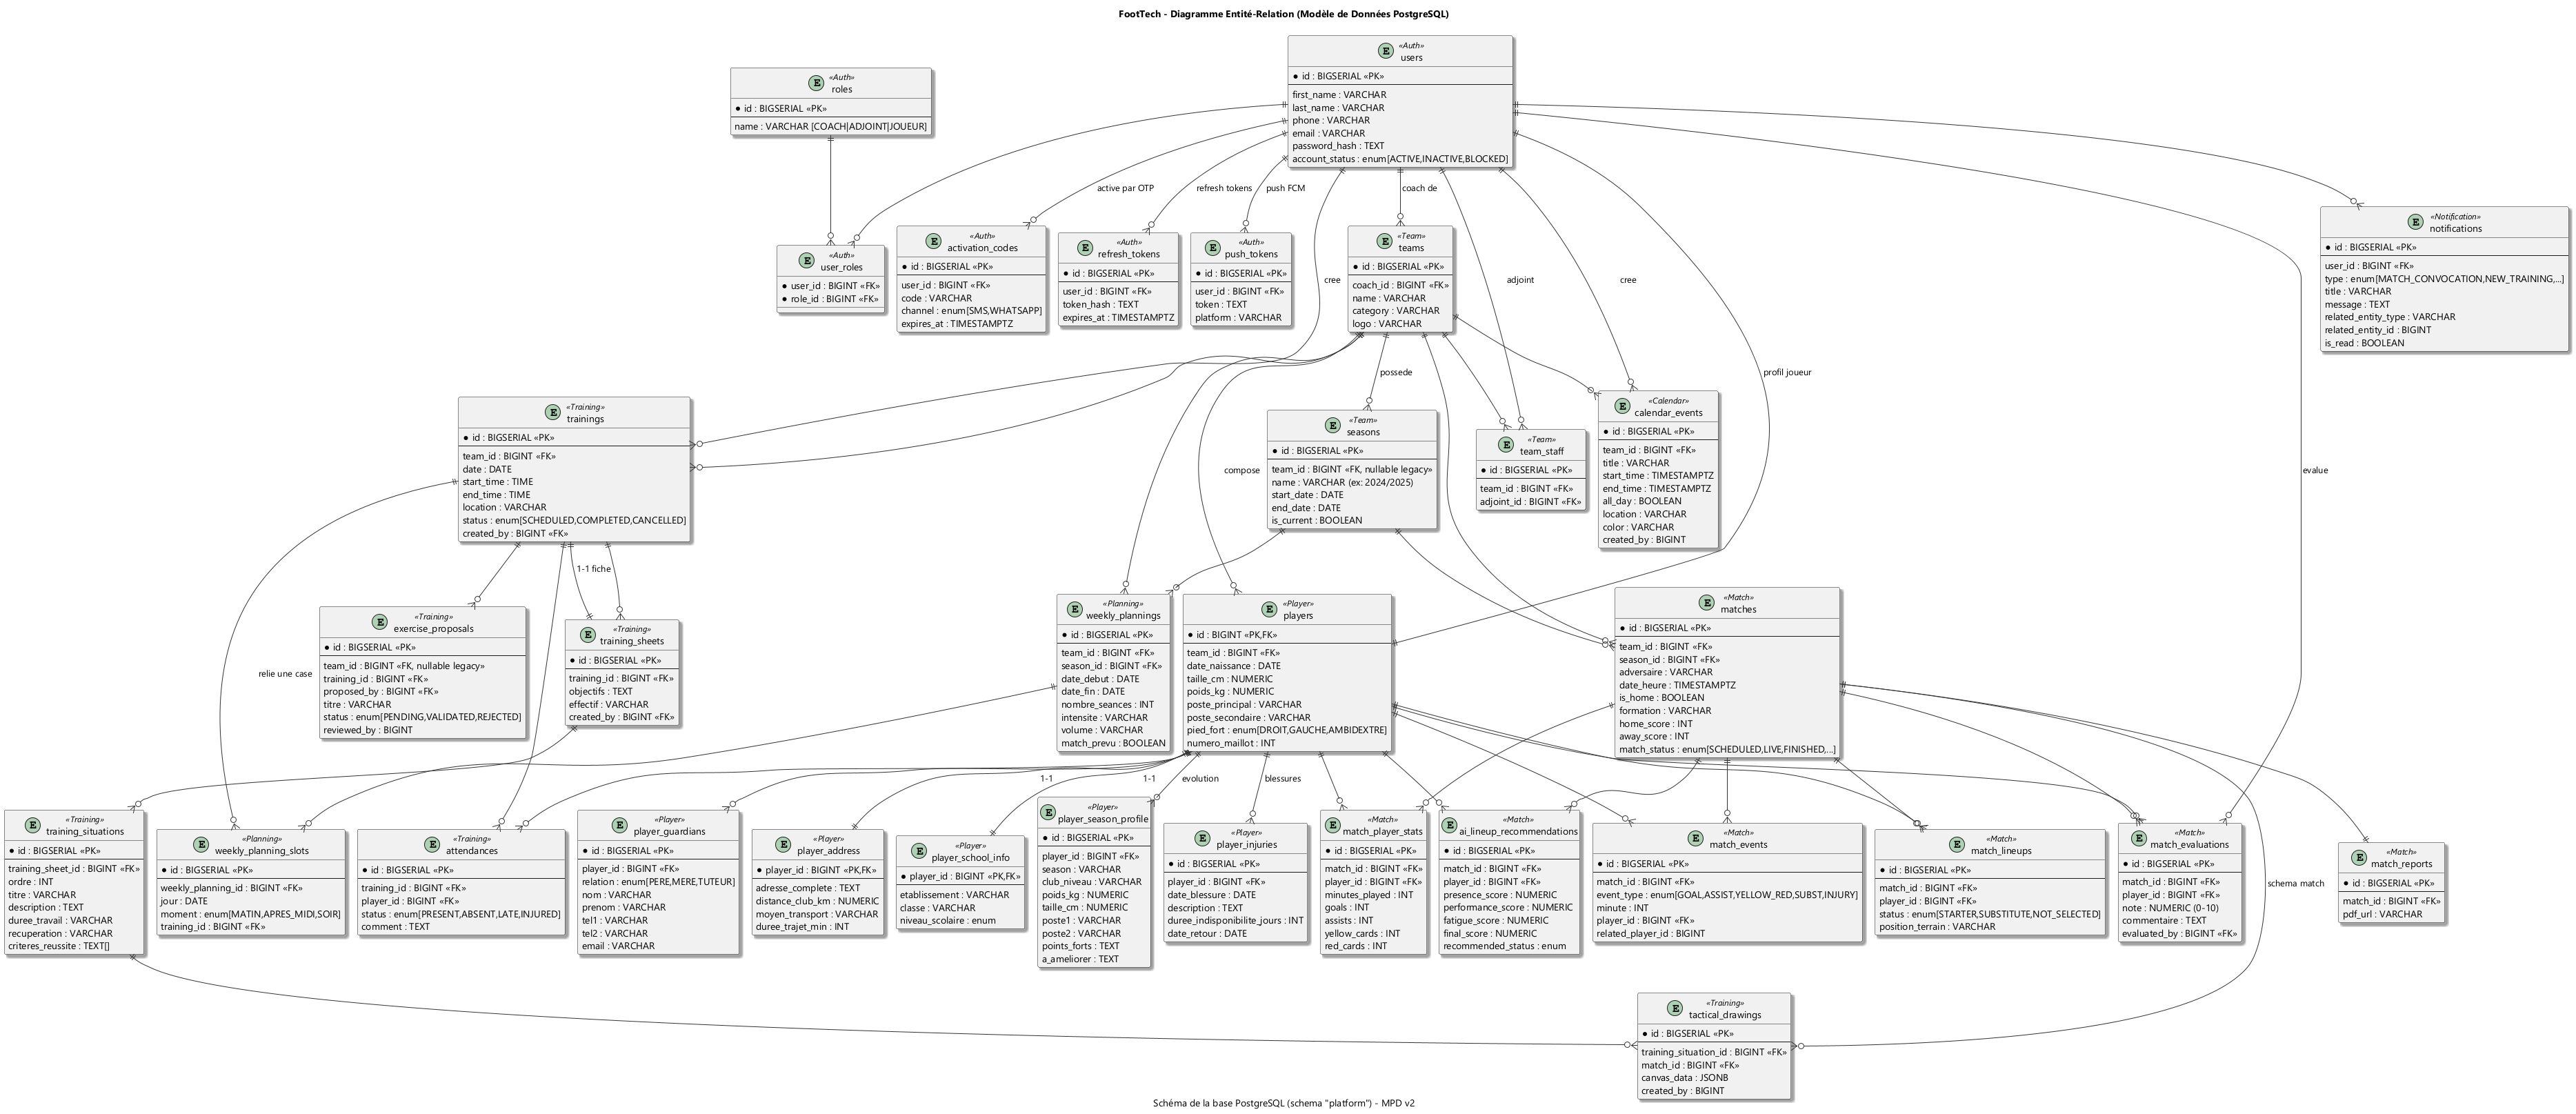 FootTech - Diagramme Entité-Relation (Modèle de Données PostgreSQL)
E «Auth»
users
id : BIGSERIAL «PK»
first_name : VARCHAR
last_name : VARCHAR
phone : VARCHAR
email : VARCHAR
password_hash : TEXT
account_status : enum[ACTIVE,INACTIVE,BLOCKED]
E «Auth»
roles
id : BIGSERIAL «PK»
name : VARCHAR [COACH|ADJOINT|JOUEUR]
active par OTP
refresh tokens
push FCM
coach de
cree
adjoint
cree
E «Auth»
user_roles
user_id : BIGINT «FK»
role_id : BIGINT «FK»
E «Auth»
activation_codes
id : BIGSERIAL «PK»
user_id : BIGINT «FK»
code : VARCHAR
channel : enum[SMS,WHATSAPP]
expires_at : TIMESTAMPTZ
E «Auth»
refresh_tokens
id : BIGSERIAL «PK»
user_id : BIGINT «FK»
token_hash : TEXT
expires_at : TIMESTAMPTZ
E «Auth»
push_tokens
id : BIGSERIAL «PK»
user_id : BIGINT «FK»
token : TEXT
platform : VARCHAR
E «Team»
teams
id : BIGSERIAL «PK»
coach_id : BIGINT «FK»
name : VARCHAR
category : VARCHAR
logo : VARCHAR
E «Notification»
notifications
id : BIGSERIAL «PK»
user_id : BIGINT «FK»
type : enum[MATCH_CONVOCATION,NEW_TRAINING,...]
title : VARCHAR
message : TEXT
related_entity_type : VARCHAR
related_entity_id : BIGINT
is_read : BOOLEAN
possede
profil joueur
compose
evalue
E «Training»
trainings
id : BIGSERIAL «PK»
team_id : BIGINT «FK»
date : DATE
start_time : TIME
end_time : TIME
location : VARCHAR
status : enum[SCHEDULED,COMPLETED,CANCELLED]
created_by : BIGINT «FK»
E «Team»
seasons
id : BIGSERIAL «PK»
team_id : BIGINT «FK, nullable legacy»
name : VARCHAR (ex: 2024/2025)
start_date : DATE
end_date : DATE
is_current : BOOLEAN
E «Team»
team_staff
id : BIGSERIAL «PK»
team_id : BIGINT «FK»
adjoint_id : BIGINT «FK»
E «Calendar»
calendar_events
id : BIGSERIAL «PK»
team_id : BIGINT «FK»
title : VARCHAR
start_time : TIMESTAMPTZ
end_time : TIMESTAMPTZ
all_day : BOOLEAN
location : VARCHAR
color : VARCHAR
created_by : BIGINT
1-1 fiche
relie une case
E «Training»
exercise_proposals
id : BIGSERIAL «PK»
team_id : BIGINT «FK, nullable legacy»
training_id : BIGINT «FK»
proposed_by : BIGINT «FK»
titre : VARCHAR
status : enum[PENDING,VALIDATED,REJECTED]
reviewed_by : BIGINT
E «Training»
training_sheets
id : BIGSERIAL «PK»
training_id : BIGINT «FK»
objectifs : TEXT
effectif : VARCHAR
created_by : BIGINT «FK»
E «Planning»
weekly_plannings
id : BIGSERIAL «PK»
team_id : BIGINT «FK»
season_id : BIGINT «FK»
date_debut : DATE
date_fin : DATE
nombre_seances : INT
intensite : VARCHAR
volume : VARCHAR
match_prevu : BOOLEAN
E «Player»
players
id : BIGINT «PK,FK»
team_id : BIGINT «FK»
date_naissance : DATE
taille_cm : NUMERIC
poids_kg : NUMERIC
poste_principal : VARCHAR
poste_secondaire : VARCHAR
pied_fort : enum[DROIT,GAUCHE,AMBIDEXTRE]
numero_maillot : INT
E «Match»
matches
id : BIGSERIAL «PK»
team_id : BIGINT «FK»
season_id : BIGINT «FK»
adversaire : VARCHAR
date_heure : TIMESTAMPTZ
is_home : BOOLEAN
formation : VARCHAR
home_score : INT
away_score : INT
match_status : enum[SCHEDULED,LIVE,FINISHED,...]
1-1
1-1
evolution
blessures
schema match
E «Training»
training_situations
id : BIGSERIAL «PK»
training_sheet_id : BIGINT «FK»
ordre : INT
titre : VARCHAR
description : TEXT
duree_travail : VARCHAR
recuperation : VARCHAR
criteres_reussite : TEXT[]
E «Planning»
weekly_planning_slots
id : BIGSERIAL «PK»
weekly_planning_id : BIGINT «FK»
jour : DATE
moment : enum[MATIN,APRES_MIDI,SOIR]
training_id : BIGINT «FK»
E «Training»
attendances
id : BIGSERIAL «PK»
training_id : BIGINT «FK»
player_id : BIGINT «FK»
status : enum[PRESENT,ABSENT,LATE,INJURED]
comment : TEXT
E «Player»
player_guardians
id : BIGSERIAL «PK»
player_id : BIGINT «FK»
relation : enum[PERE,MERE,TUTEUR]
nom : VARCHAR
prenom : VARCHAR
tel1 : VARCHAR
tel2 : VARCHAR
email : VARCHAR
E «Player»
player_address
player_id : BIGINT «PK,FK»
adresse_complete : TEXT
distance_club_km : NUMERIC
moyen_transport : VARCHAR
duree_trajet_min : INT
E «Player»
player_school_info
player_id : BIGINT «PK,FK»
etablissement : VARCHAR
classe : VARCHAR
niveau_scolaire : enum
E «Player»
player_season_profile
id : BIGSERIAL «PK»
player_id : BIGINT «FK»
season : VARCHAR
club_niveau : VARCHAR
poids_kg : NUMERIC
taille_cm : NUMERIC
poste1 : VARCHAR
poste2 : VARCHAR
points_forts : TEXT
a_ameliorer : TEXT
E «Player»
player_injuries
id : BIGSERIAL «PK»
player_id : BIGINT «FK»
date_blessure : DATE
description : TEXT
duree_indisponibilite_jours : INT
date_retour : DATE
E «Match»
match_player_stats
id : BIGSERIAL «PK»
match_id : BIGINT «FK»
player_id : BIGINT «FK»
minutes_played : INT
goals : INT
assists : INT
yellow_cards : INT
red_cards : INT
E «Match»
ai_lineup_recommendations
id : BIGSERIAL «PK»
match_id : BIGINT «FK»
player_id : BIGINT «FK»
presence_score : NUMERIC
performance_score : NUMERIC
fatigue_score : NUMERIC
final_score : NUMERIC
recommended_status : enum
E «Match»
match_events
id : BIGSERIAL «PK»
match_id : BIGINT «FK»
event_type : enum[GOAL,ASSIST,YELLOW_RED,SUBST,INJURY]
minute : INT
player_id : BIGINT «FK»
related_player_id : BIGINT
E «Match»
match_lineups
id : BIGSERIAL «PK»
match_id : BIGINT «FK»
player_id : BIGINT «FK»
status : enum[STARTER,SUBSTITUTE,NOT_SELECTED]
position_terrain : VARCHAR
E «Match»
match_evaluations
id : BIGSERIAL «PK»
match_id : BIGINT «FK»
player_id : BIGINT «FK»
note : NUMERIC (0-10)
commentaire : TEXT
evaluated_by : BIGINT «FK»
E «Match»
match_reports
id : BIGSERIAL «PK»
match_id : BIGINT «FK»
pdf_url : VARCHAR
E «Training»
tactical_drawings
id : BIGSERIAL «PK»
training_situation_id : BIGINT «FK»
match_id : BIGINT «FK»
canvas_data : JSONB
created_by : BIGINT
Schéma de la base PostgreSQL (schema "platform") - MPD v2